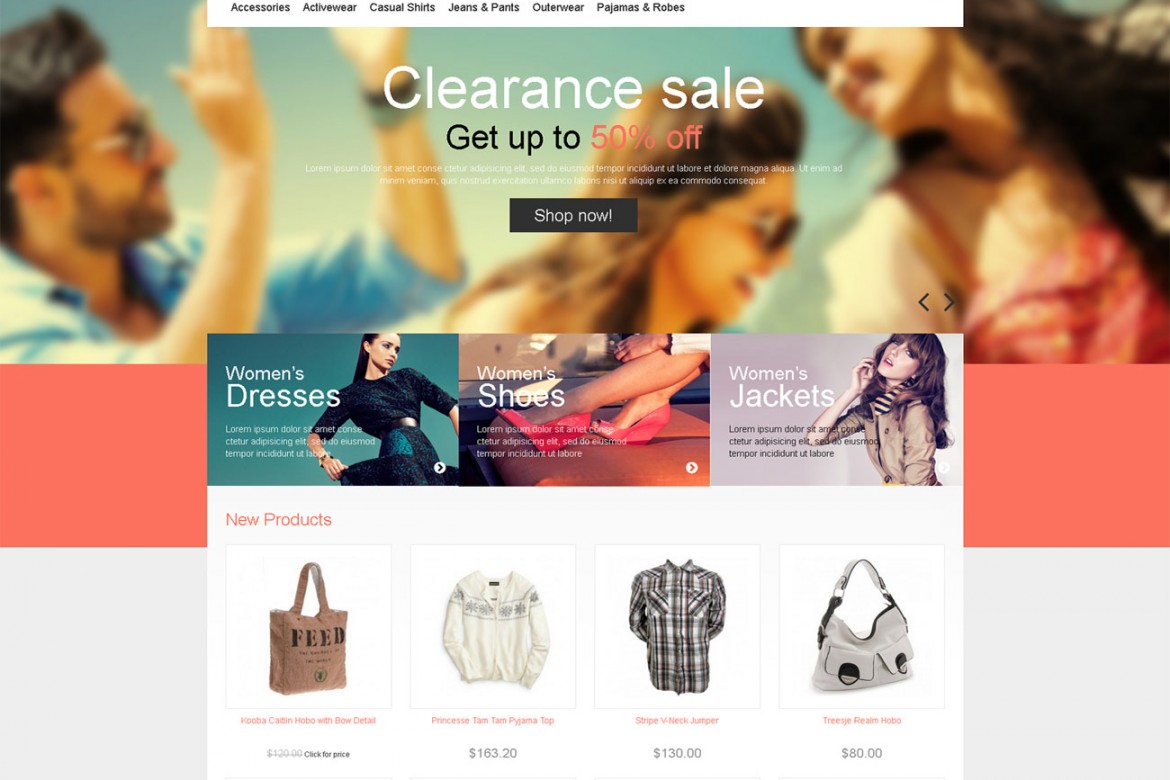 Accessories Activewear Casual Shirts Jeans & Pants Outerwear Pajamas & Robes
Clearance sale
Get up to 50% off
Lorem ipsum dolor sit amet conse ctetur adipisicing elit, sed do eiusmod tempor incididunt ut labore et dolore magna aliqua. Ut enim ad
minim veniam, quis nostrud exercitation ullamco laboris nisi ut aliquip ex ea commodo consequat.
Shop now!
Women's
Dresses
Lorem ipsum dolor sit amet conse
ctetur adipisicing elit, sed do eiusmod
tempor incididunt ut labore
Women's
Shoes
Lorem ipsum dolor sit amet conse
ctetur adipisicing elit, sed do eiusmod
tempor incididunt ut labore
Women's
Jackets
Lorem ipsum dolor sit amet conse
ctetur adipisicing elit, sed do eiusmod
tempor incididunt ut labore
New Products
FEED
THE CHILDREN OF
THE WORLD
Kooba Caitlin Hobo with Bow Detail
$120.00 Click for price
Princesse Tam Tam Pyjama Top
$163.20
Stripe V-Neck Jumper
$130.00
Treesje Realm Hobo
$80.00